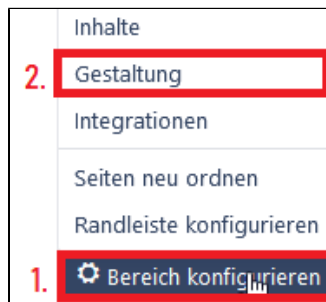 Inhalte
2. Gestaltung
Integrationen
Seiten neu ordnen
Randleiste konfigurieren
1. Bereich konfigurieren